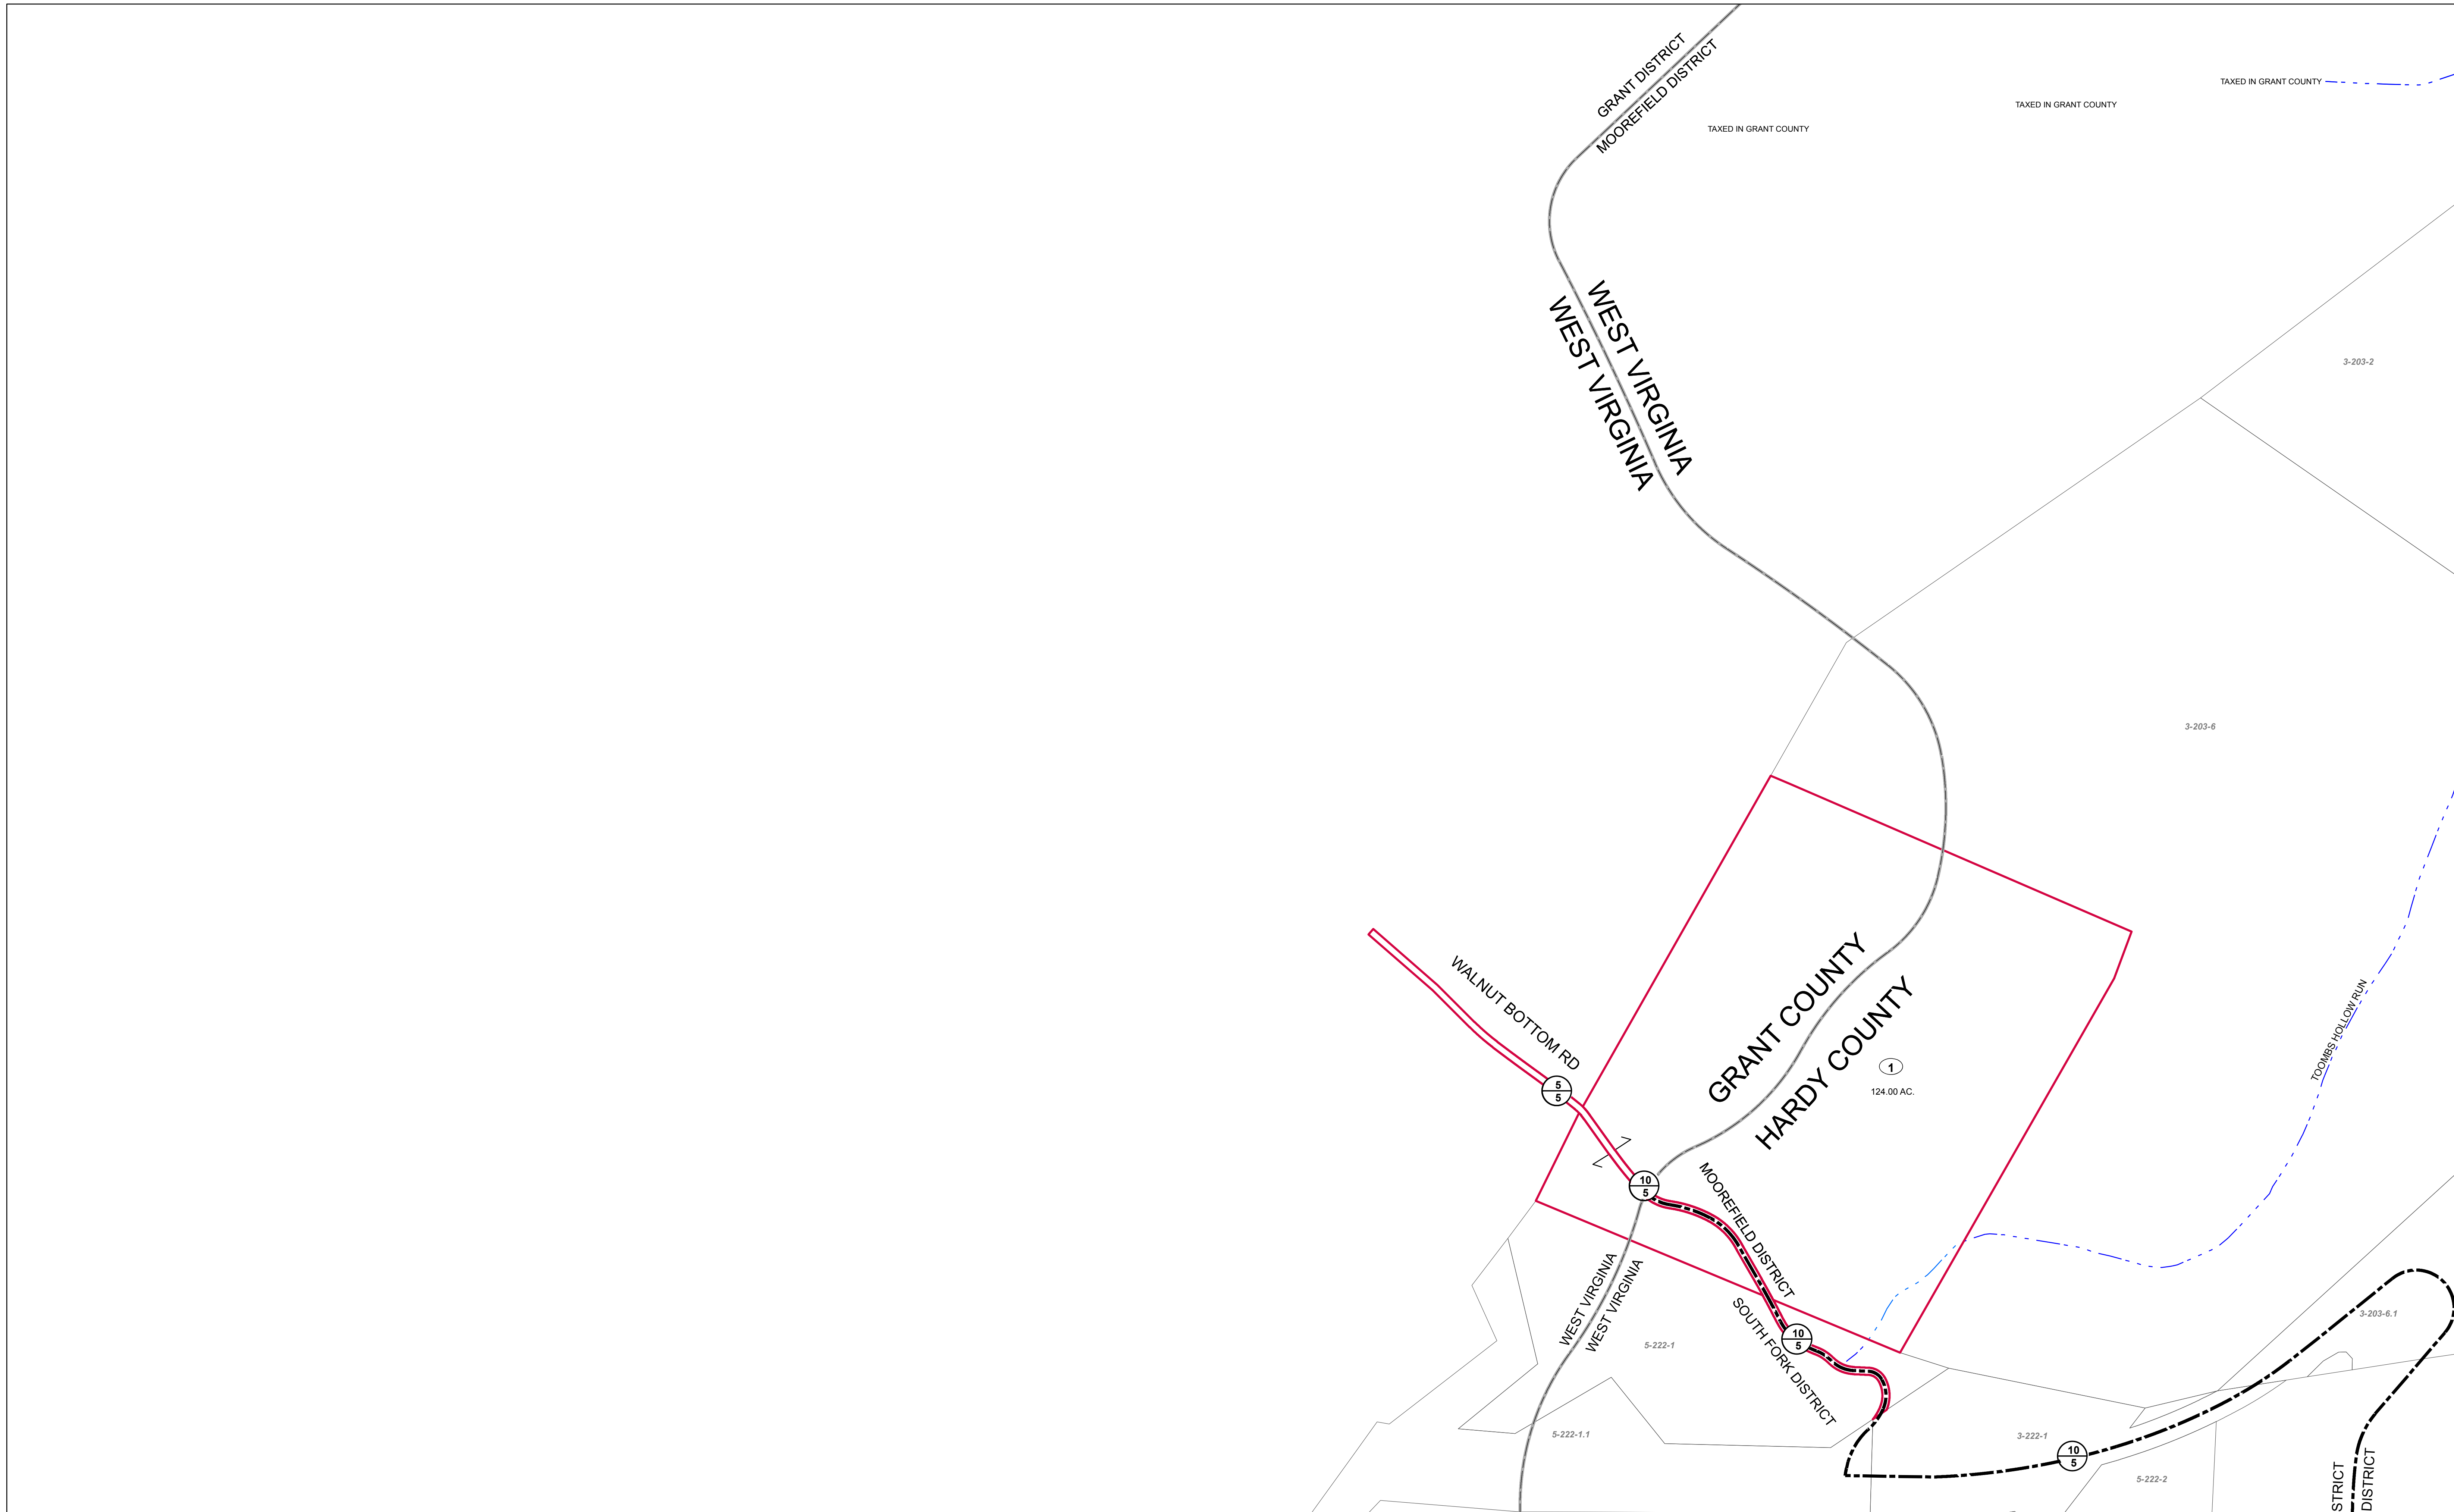 GRANT DISTRICT
MOOREFIELD DISTRICT
TAXED IN GRANT COUNTY
TAXED IN GRANT COUNTY
TAXED IN GRANT COUNTY
WEST VIRGINIA
WEST VIRGINIA
3-203-2
3-203-6
GRANT COUNTY
HARDY COUNTY
WALNUT BOTTOM RD
5
5
1
124.00 AC.
TOOMBS HOLLOW RUN
10
5
MOOREFIELD DISTRICT
SOUTH FORK DISTRICT
WEST VIRGINIA
WEST VIRGINIA
10
5
5-222-1
3-203-6.1
5-222-1.1
3-222-1
10
5
5-222-2
STRICT
DISTRICT